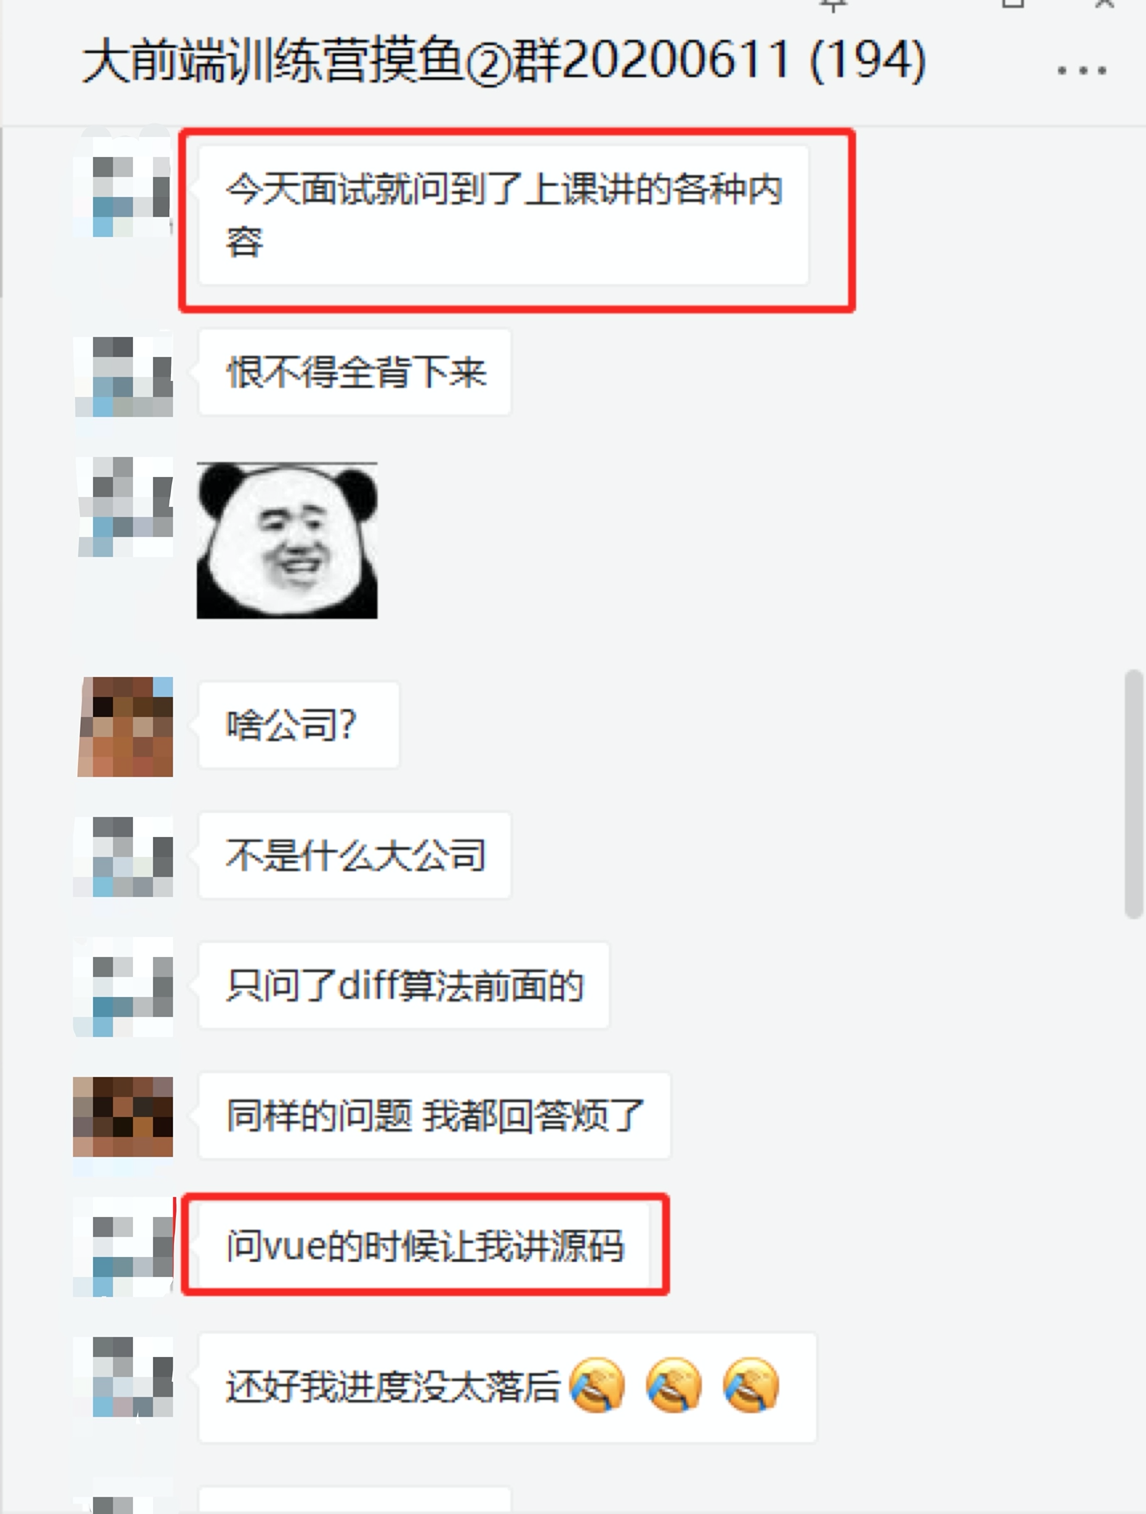 大前端训练营摸鱼②群20200611 (194)
今天面试就问到了上课讲的各种内
容
恨不得全背下来
啥公司？
不是什么大公司
只问了diff算法前面的
同样的问题 我都回答烦了
问vue的时候让我讲源码
还好我进度没太落后